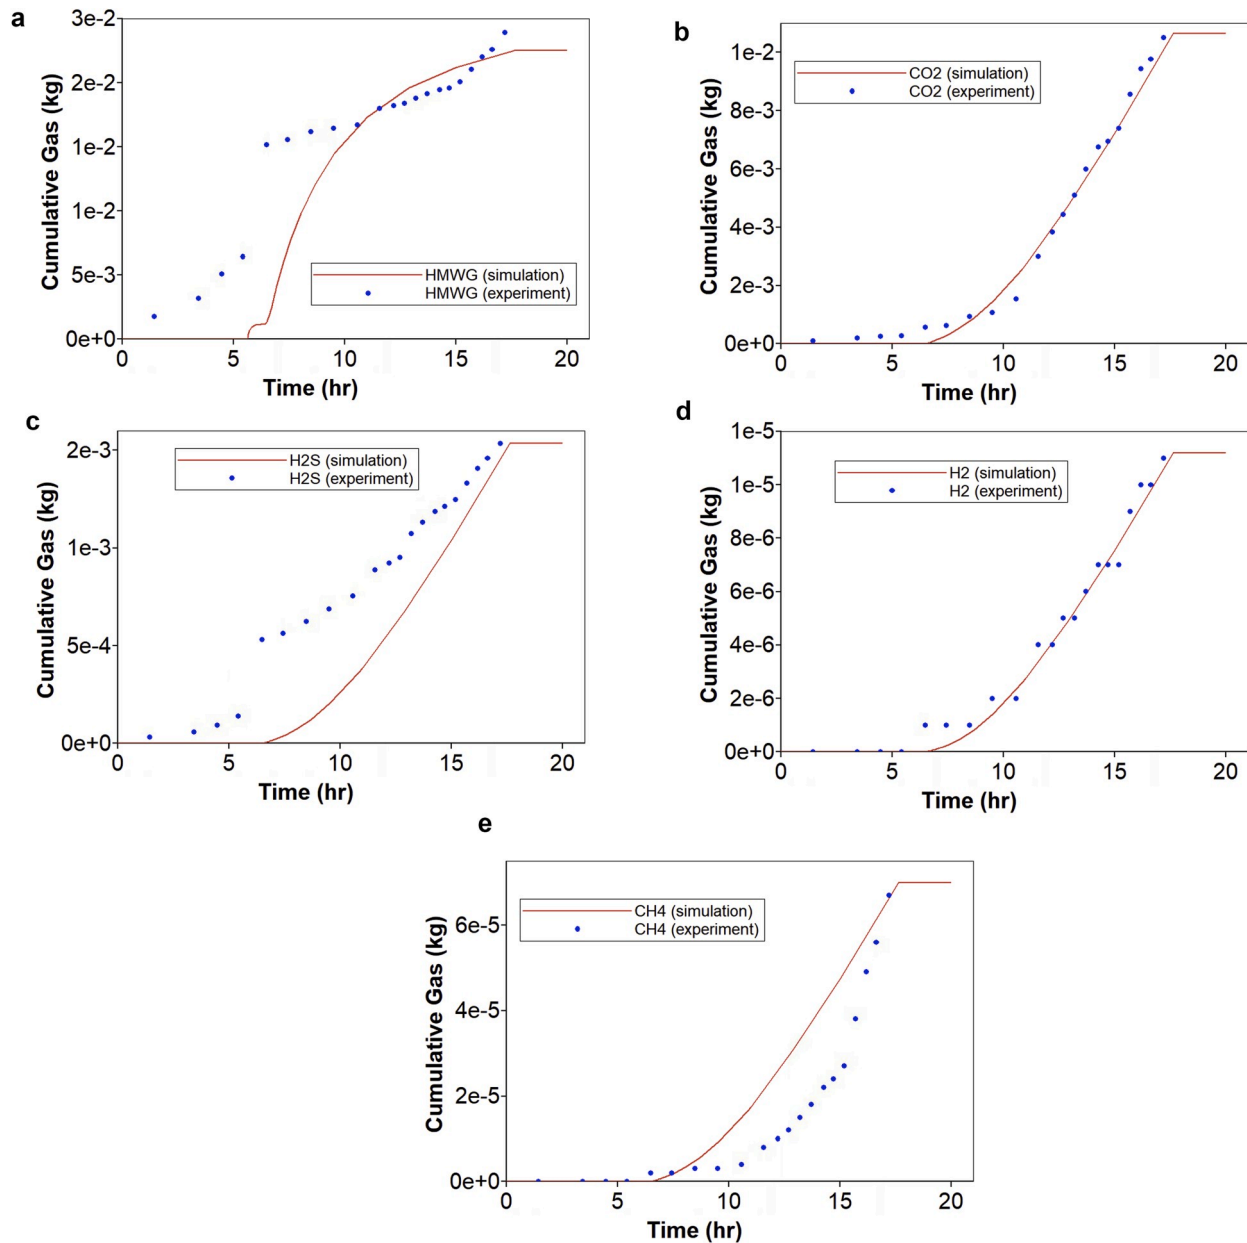 a
3e-2
2e-2
1e-2
1e-2
5e-3
0e+0
Cumulative Gas (kg)
HMWG (simulation)
HMWG (experiment)
0 5 10 15 20
Time (hr)
b
1e-2
8e-3
6e-3
4e-3
2e-3
0e+0
Cumulative Gas (kg)
CO2 (simulation)
CO2 (experiment)
0 5 10 15 20
Time (hr)
c
2e-3
1e-3
5e-4
0e+0
Cumulative Gas (kg)
H2S (simulation)
H2S (experiment)
0 5 10 15 20
Time (hr)
d
1e-5
1e-5
8e-6
6e-6
4e-6
2e-6
0e+0
Cumulative Gas (kg)
H2 (simulation)
H2 (experiment)
0 5 10 15 20
Time (hr)
e
6e-5
4e-5
2e-5
0e+0
Cumulative Gas (kg)
CH4 (simulation)
CH4 (experiment)
0 5 10 15 20
Time (hr)